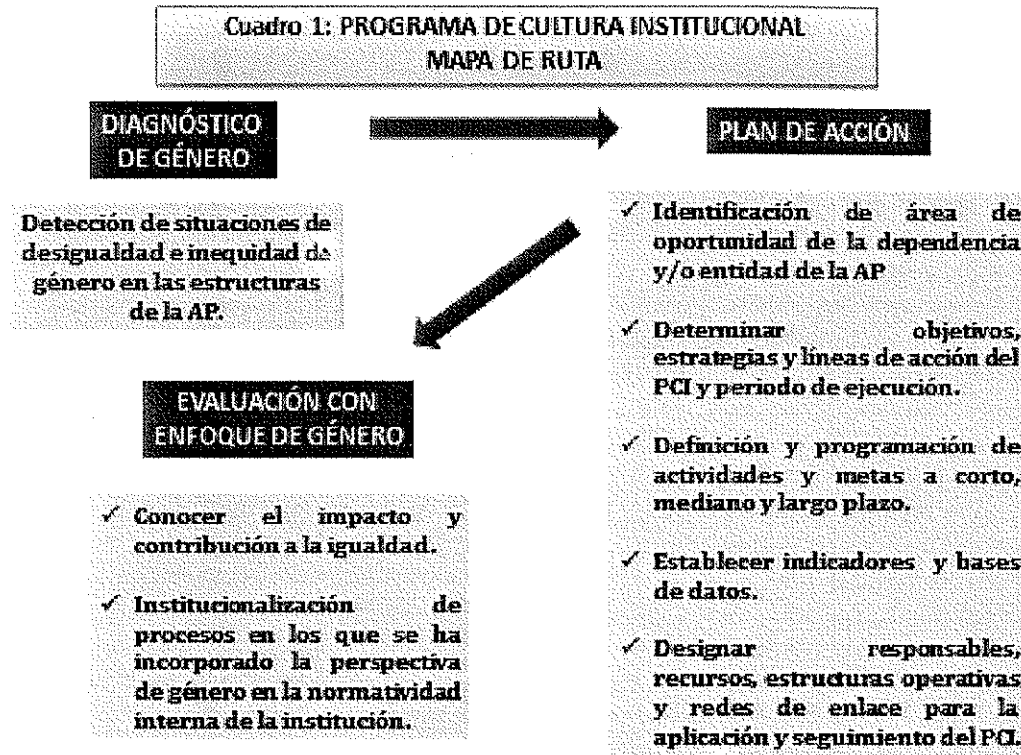 Cuadro 1: PROGRAMA DE CULTURA INSTITUCIONAL
MAPA DE RUTA
DIAGNÓSTICO
DE GÉNERO
Detección de situaciones de
desigualdad e inequidad de
género en las estructuras
de la AP.
PLAN DE ACCIÓN
✓ Identificación de área de
oportunidad de la dependencia
y/o entidad de la AP
✓ Determinar objetivos,
estrategias y líneas de acción del
PCI y periodo de ejecución.
✓ Definición y programación de
actividades y metas a corto,
mediano y largo plazo.
✓ Establecer indicadores y bases
de datos.
✓ Designar responsables,
recursos, estructuras operativas
y redes de enlace para la
aplicación y seguimiento del PCI.
EVALUACIÓN CON
ENFOQUE DE GÉNERO
✓ Conocer el impacto y
contribución a la igualdad.
✓ Institucionalización de
procesos en los que se ha
incorporado la perspectiva
de género en la normatividad
interna de la institución.